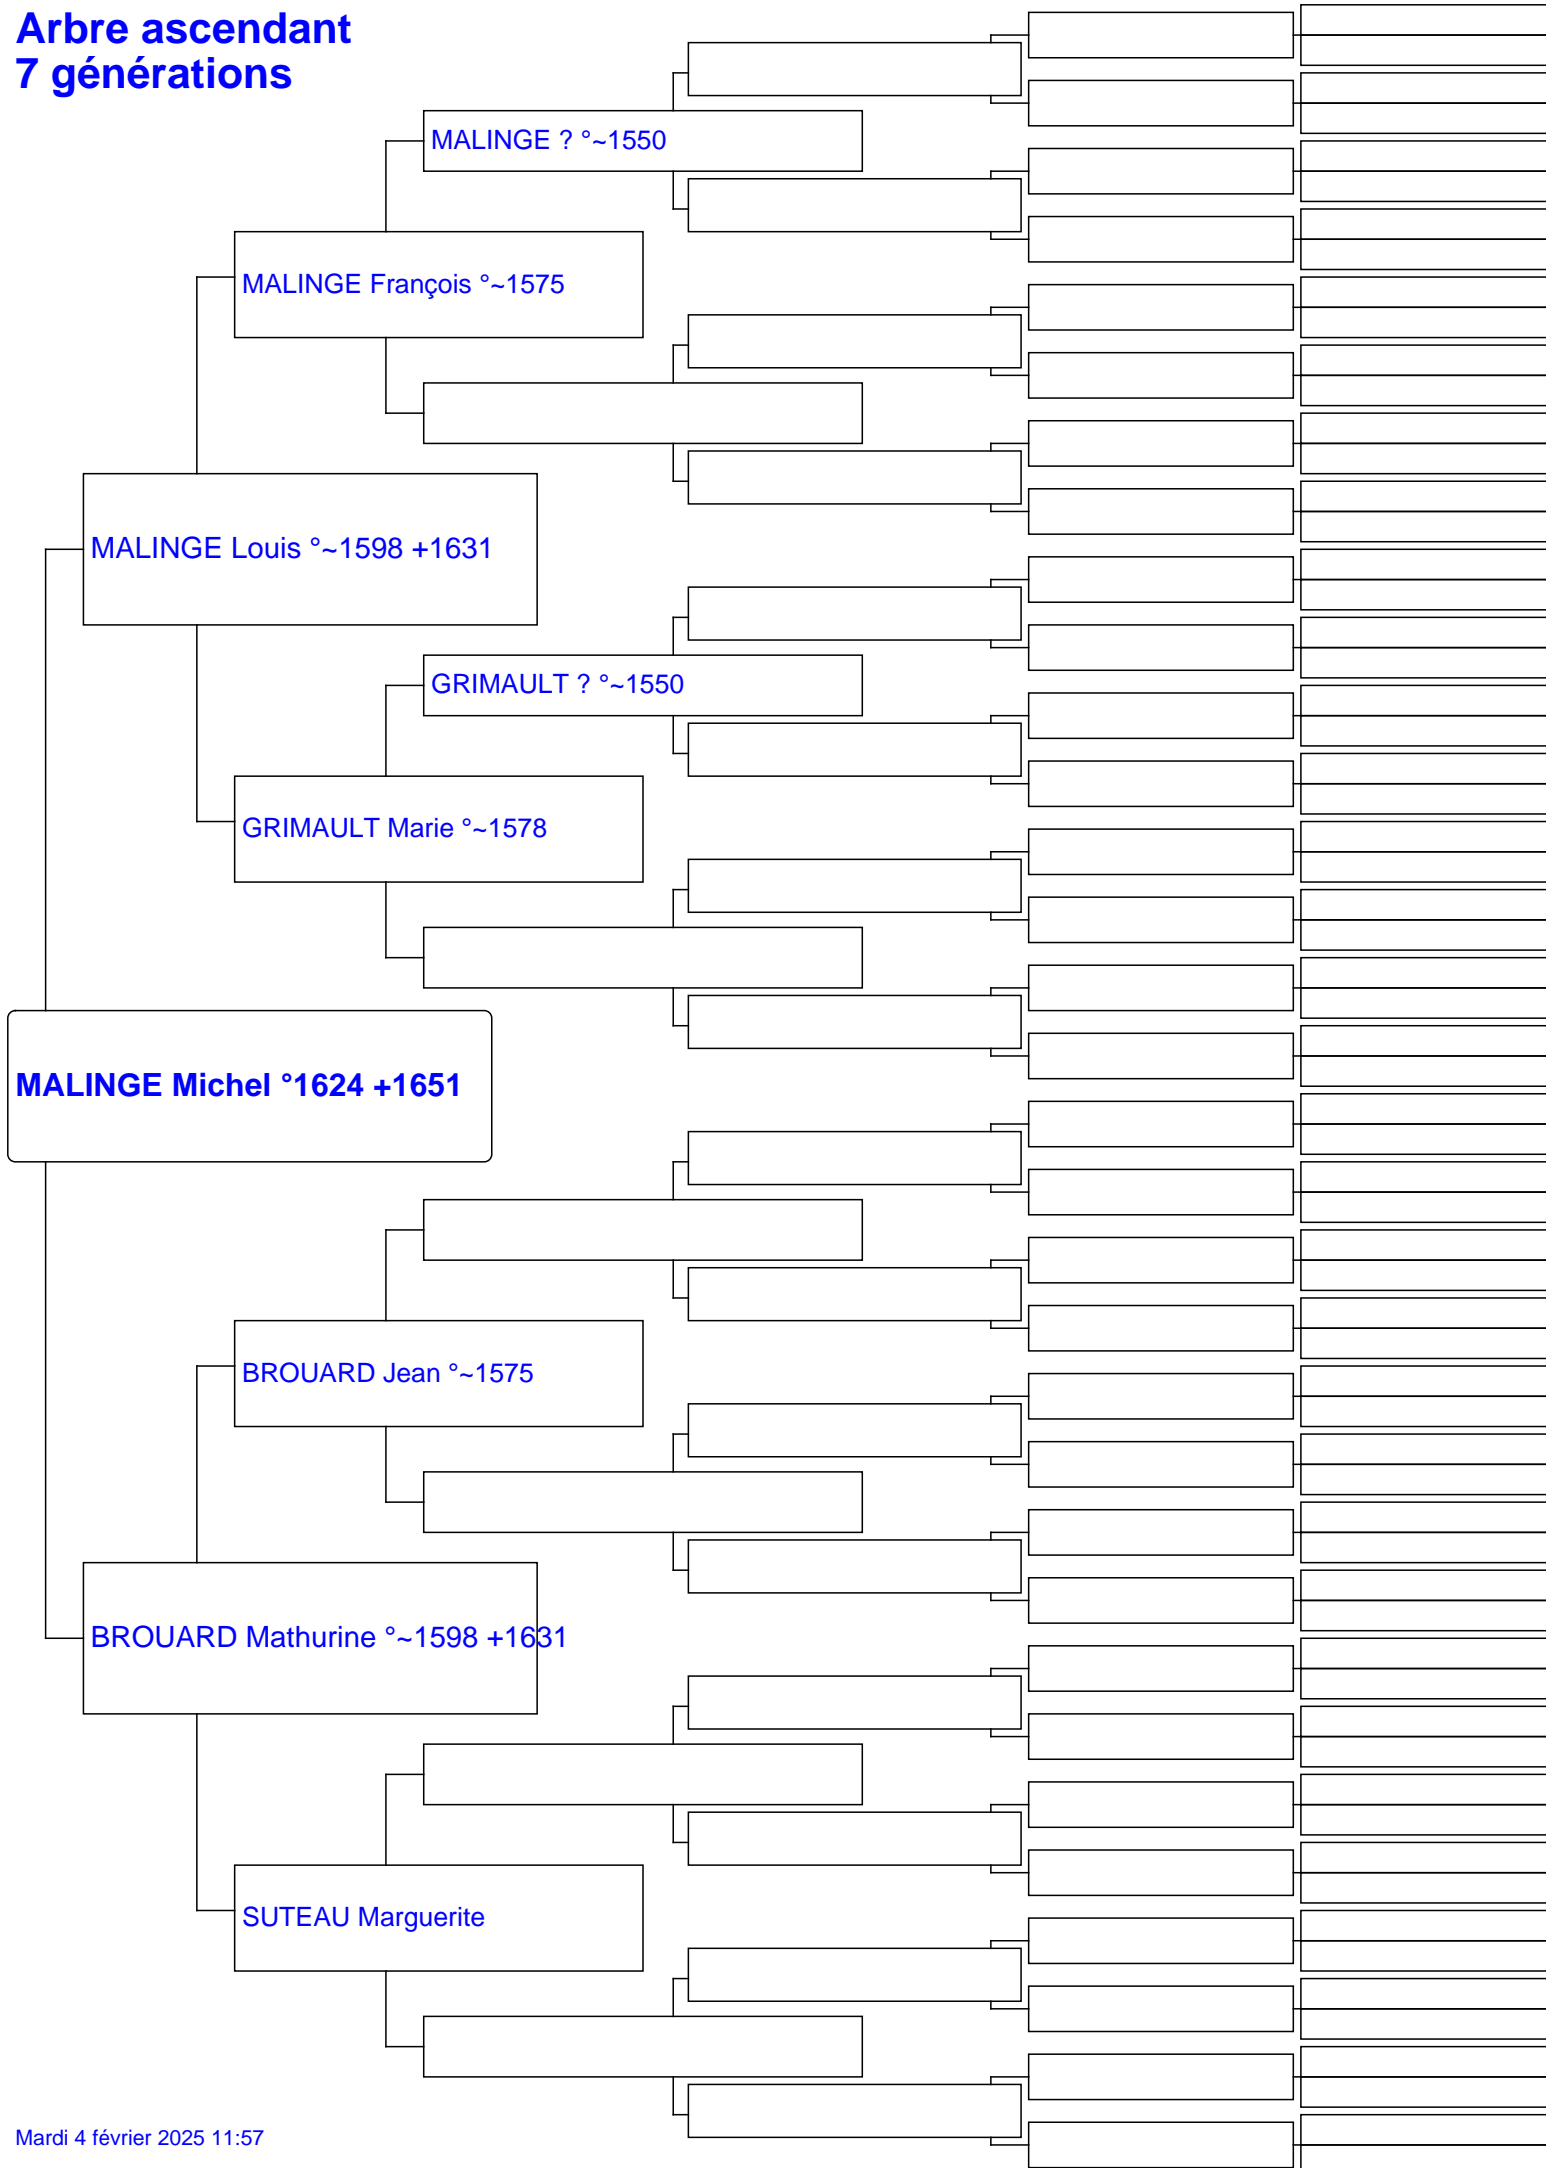 Arbre ascendant
7 générations
MALINGE ? °~1550
MALINGE François °~1575
MALINGE Louis °~1598 +1631
GRIMAULT ? °~1550
GRIMAULT Marie °~1578
MALINGE Michel °1624 +1651
BROUARD Jean °~1575
BROUARD Mathurine °~1598 +1631
SUTEAU Marguerite
Mardi 4 février 2025 11:57